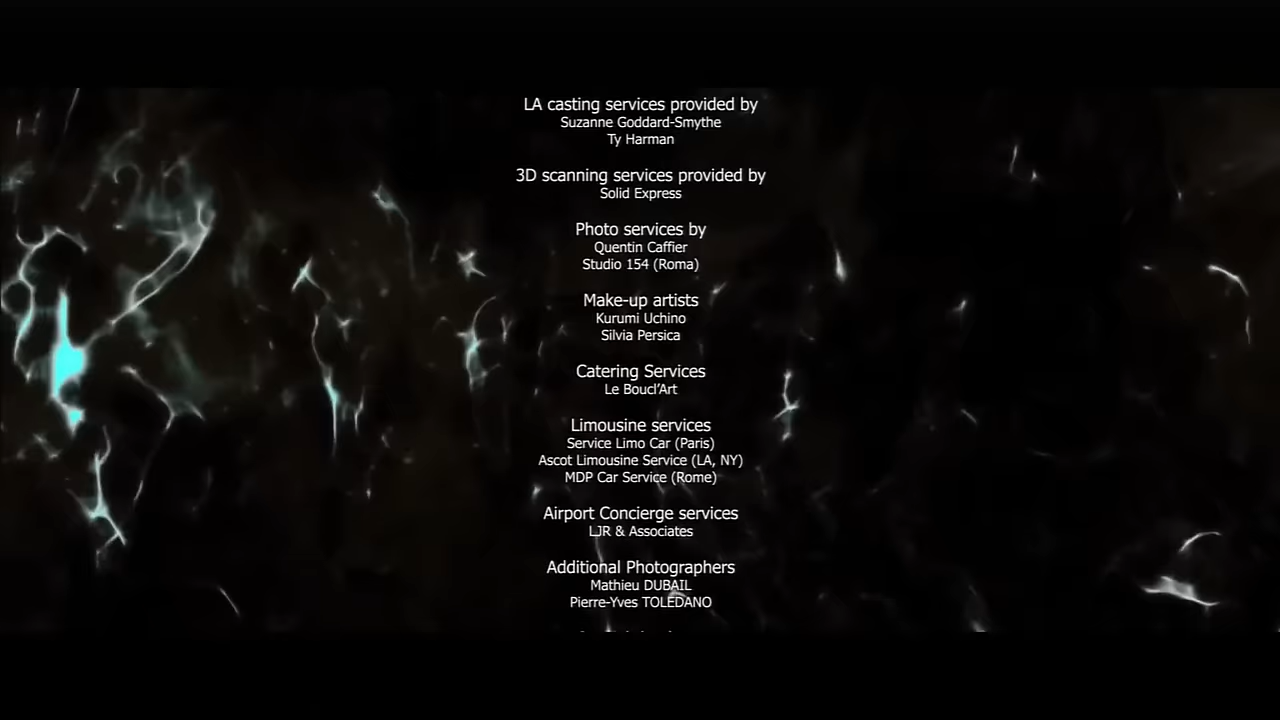 LA casting services provided by
Suzanne Goddard-Smythe
Ty Harman
3D scanning services provided by
Solid Express
Photo services by
Quentin Caffier
Studio 154 (Roma)
Make-up artists
Kurumi Uchino
Silvia Persica
Catering Services
Le Boucl'Art
Limousine services
Service Limo Car (Paris)
Ascot Limousine Service (LA, NY)
MDP Car Service (Rome)
Airport Concierge services
LJR & Associates
Additional Photographers
Mathieu DUBAIL
Pierre-Yves TOLEDANO